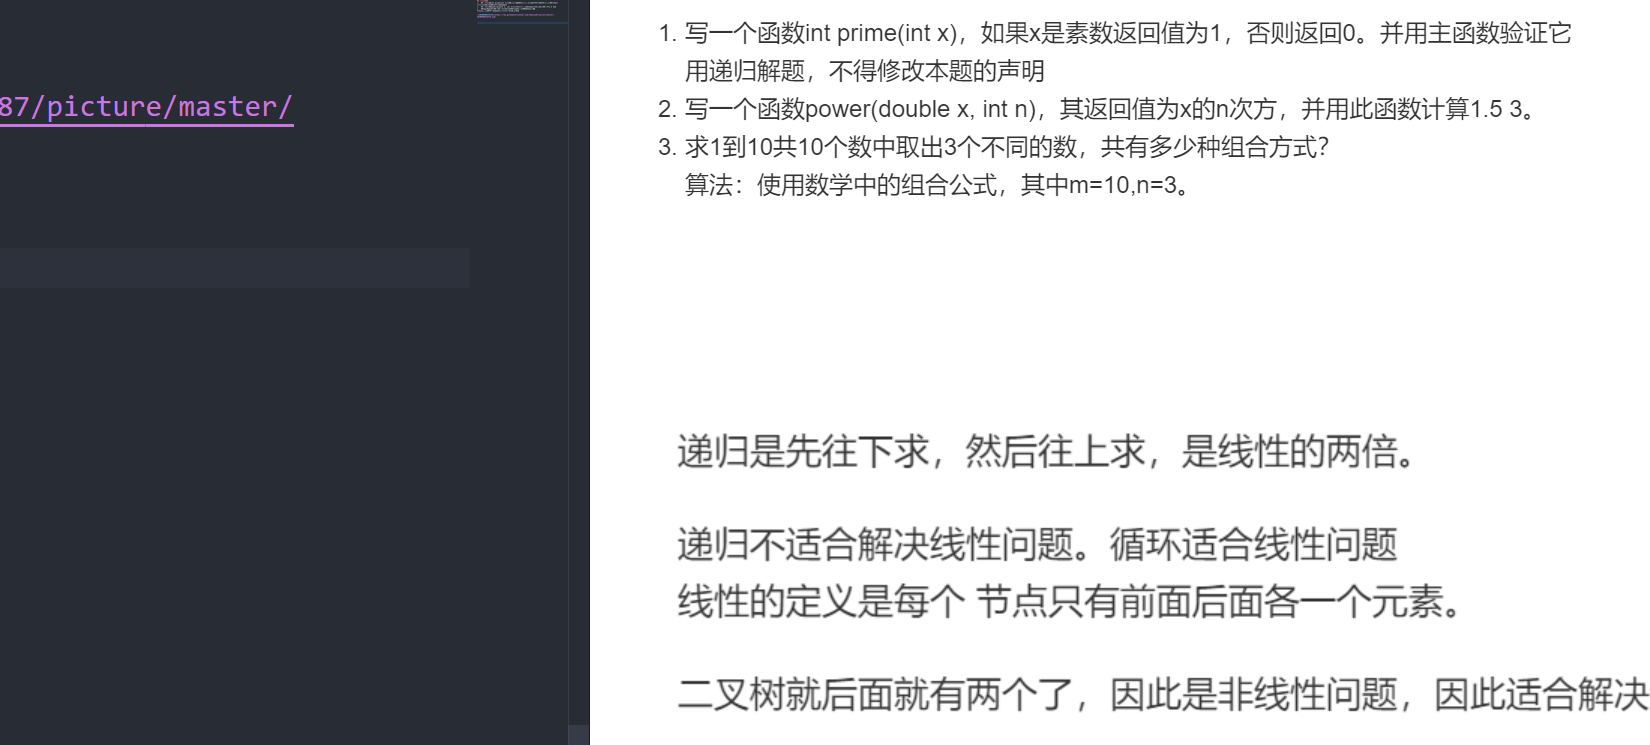 87/picture/master/
1. 写一个函数int prime(int x)，如果x是素数返回值为1，否则返回0。并用主函数验证它
用递归解题，不得修改本题的声明
2. 写一个函数power(double x, int n)，其返回值为x的n次方，并用此函数计算1.5 3。
3. 求1到10共10个数中取出3个不同的数，共有多少种组合方式？
算法：使用数学中的组合公式，其中m=10,n=3。
递归是先往下求，然后往上求，是线性的两倍。
递归不适合解决线性问题。循环适合线性问题
线性的定义是每个 节点只有前面后面各一个元素。
二叉树就后面就有两个了，因此是非线性问题，因此适合解决